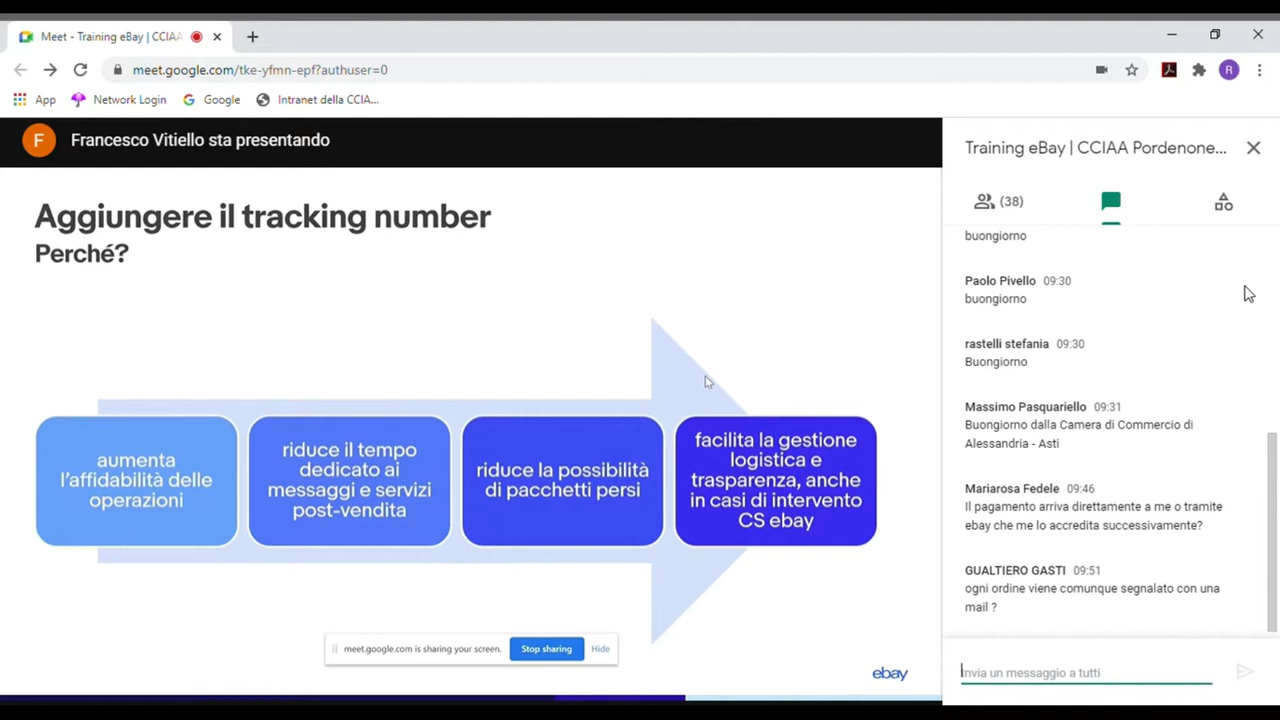 Meet - Training eBay | CCIAA
meet.google.com/tke-yfmn-epf?authuser=0
R
App
Network Login
Google
Intranet della CCIA...
F
Francesco Vitiello sta presentando
Aggiungere il tracking number
Perché?
aumenta
l'affidabilità delle
operazioni
riduce il tempo
dedicato ai
messaggi e servizi
post-vendita
riduce la possibilità
di pacchetti persi
facilita la gestione
logistica e
trasparenza, anche
in casi di intervento
CS ebay
meet.google.com is sharing your screen.
Stop sharing
Hide
ebay
Training eBay | CCIAA Pordenone...
(38)
buongiorno
Paolo Pivello 09:30
buongiorno
rastelli stefania 09:30
Buongiorno
Massimo Pasquariello 09:31
Buongiorno dalla Camera di Commercio di
Alessandria - Asti
Mariarosa Fedele 09:46
Il pagamento arriva direttamente a me o tramite
ebay che me lo accredita successivamente?
GUALTIERO GASTI 09:51
ogni ordine viene comunque segnalato con una
mail ?
Invia un messaggio a tutti